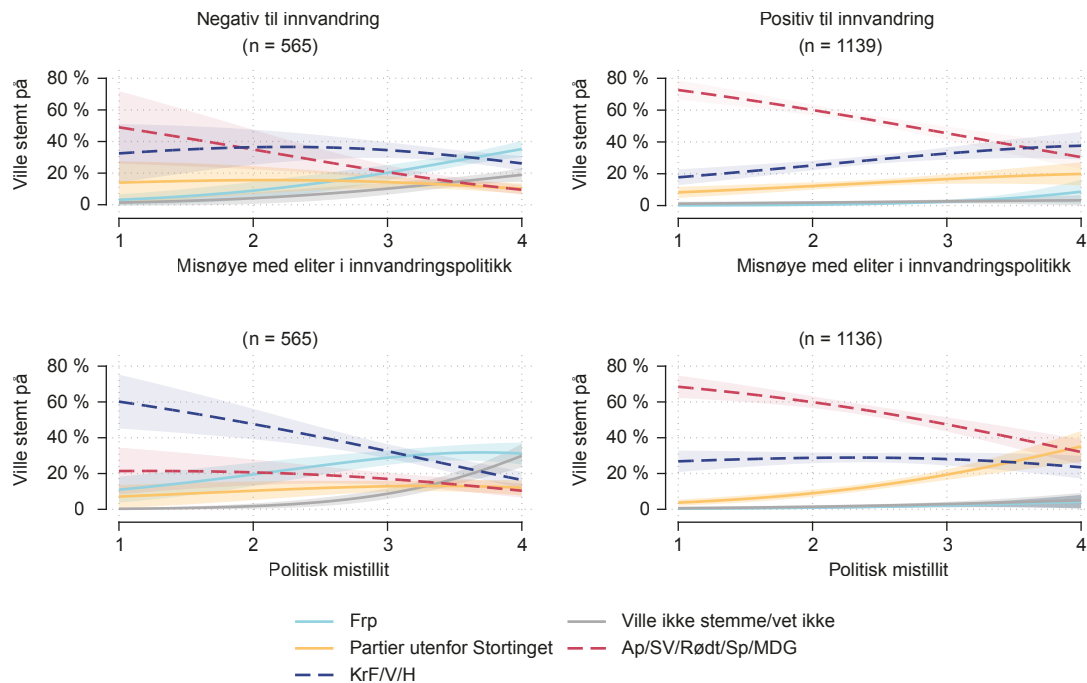 Negativ til innvandring
(n = 565)
Positiv til innvandring
(n = 1139)
Ville stemt på
80 %
60 %
40 %
20 %
0
1 2 3 4
Misnøye med eliter i innvandringspolitikk
Ville stemt på
80 %
60 %
40 %
20 %
0
1 2 3 4
Misnøye med eliter i innvandringspolitikk
(n = 565)
(n = 1136)
Ville stemt på
80 %
60 %
40 %
20 %
0
1 2 3 4
Politisk mistillit
Ville stemt på
80 %
60 %
40 %
20 %
0
1 2 3 4
Politisk mistillit
Frp
Partier utenfor Stortinget
KrF/V/H
Ville ikke stemme/vet ikke
Ap/SV/Rødt/Sp/MDG